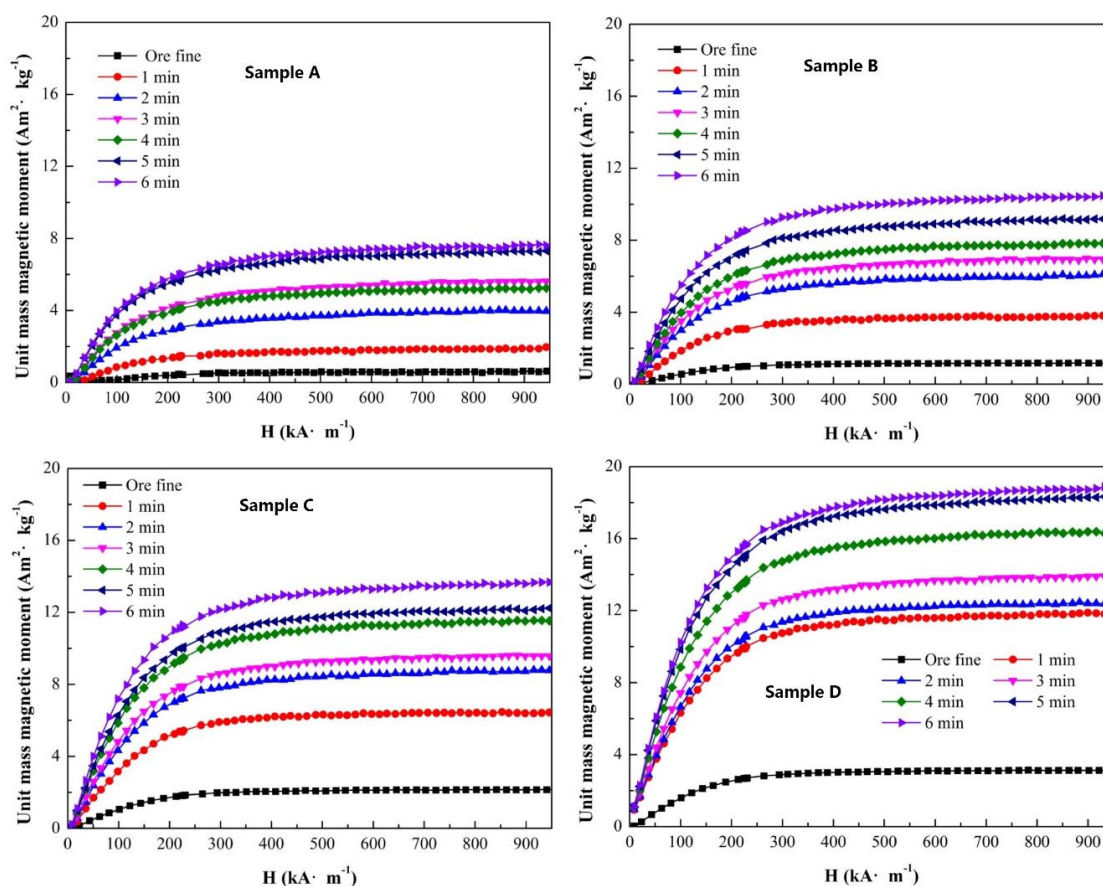 Unit mass magnetic moment (Am²· kg⁻¹)
20
16
12
8
4
0
Sample A
Ore fine
1 min
2 min
3 min
4 min
5 min
6 min
0 100 200 300 400 500 600 700 800 900
H (kA· m⁻¹)
Unit mass magnetic moment (Am²· kg⁻¹)
20
16
12
8
4
0
Sample B
Ore fine
1 min
2 min
3 min
4 min
5 min
6 min
0 100 200 300 400 500 600 700 800 900
H (kA· m⁻¹)
Unit mass magnetic moment (Am²· kg⁻¹)
20
16
12
8
4
0
Sample C
Ore fine
1 min
2 min
3 min
4 min
5 min
6 min
0 100 200 300 400 500 600 700 800 900
H (kA· m⁻¹)
Unit mass magnetic moment (Am²· kg⁻¹)
20
16
12
8
4
0
Sample D
Ore fine 1 min
2 min 3 min
4 min 5 min
6 min
0 100 200 300 400 500 600 700 800 900
H (kA· m⁻¹)